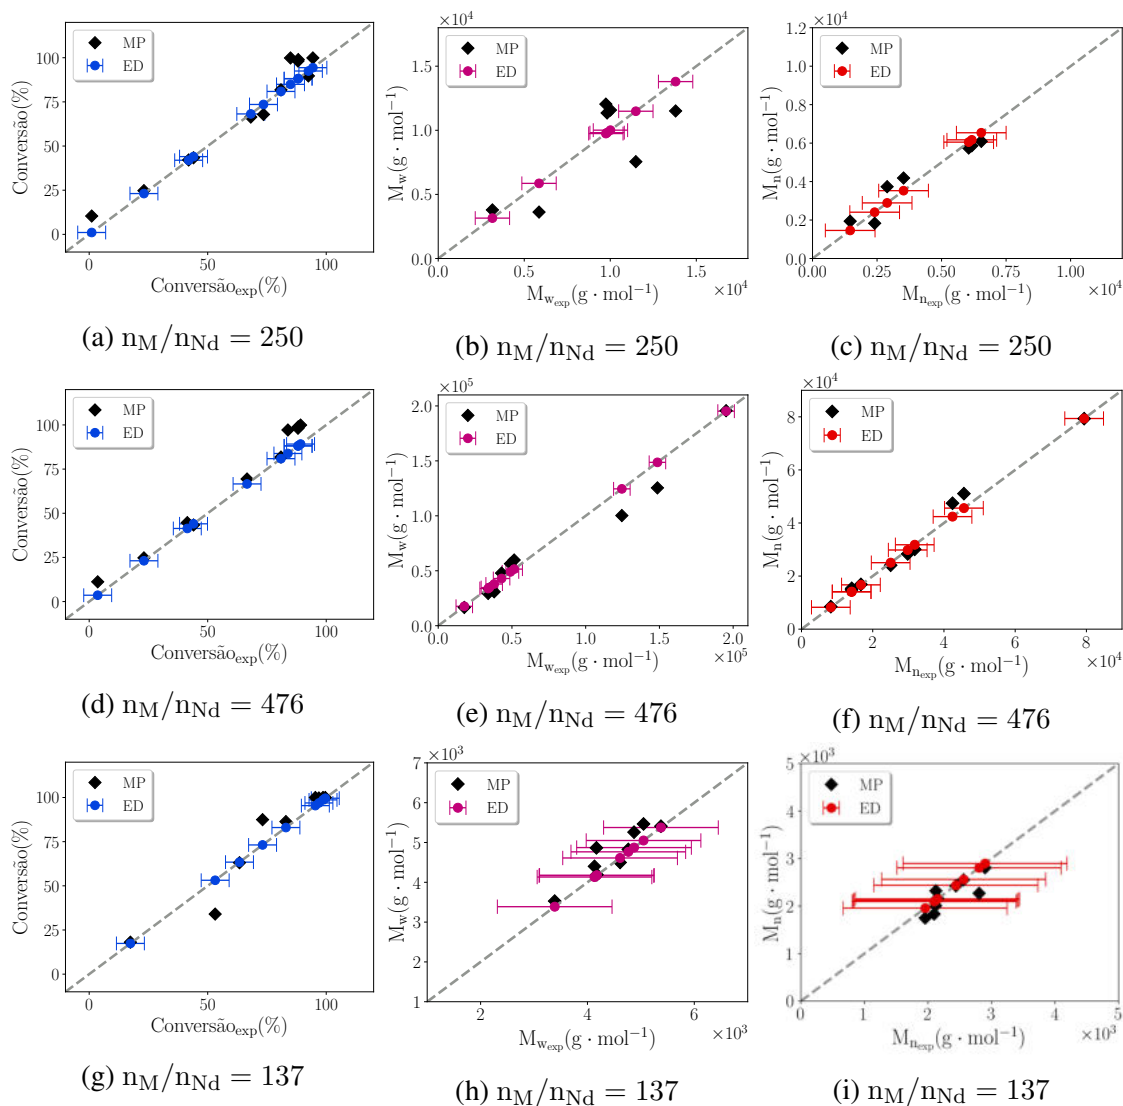 MP
ED
100
75
50
25
0
Conversão(%)
0 50 100
Conversão_exp(%)
(a) n_M/n_Nd = 250
×10⁴
MP
ED
1.5
1.0
0.5
0.0
M_w(g · mol⁻¹)
0.0 0.5 1.0 1.5
M_w_exp(g · mol⁻¹) ×10⁴
(b) n_M/n_Nd = 250
×10⁴
MP
ED
1.2
1.0
0.8
0.6
0.4
0.2
0.0
M_n(g · mol⁻¹)
0.00 0.25 0.50 0.75 1.00
M_n_exp(g · mol⁻¹) ×10⁴
(c) n_M/n_Nd = 250
MP
ED
100
75
50
25
0
Conversão(%)
0 50 100
Conversão_exp(%)
(d) n_M/n_Nd = 476
×10⁵
MP
ED
2.0
1.5
1.0
0.5
0.0
M_w(g · mol⁻¹)
0.0 0.5 1.0 1.5 2.0
M_w_exp(g · mol⁻¹) ×10⁵
(e) n_M/n_Nd = 476
×10⁴
MP
ED
8
6
4
2
0
M_n(g · mol⁻¹)
0 2 4 6 8
M_n_exp(g · mol⁻¹) ×10⁴
(f) n_M/n_Nd = 476
MP
ED
100
75
50
25
0
Conversão(%)
0 50 100
Conversão_exp(%)
(g) n_M/n_Nd = 137
×10³
MP
ED
7
6
5
4
3
2
1
M_w(g · mol⁻¹)
2 4 6
M_w_exp(g · mol⁻¹) ×10³
(h) n_M/n_Nd = 137
×10³
MP
ED
5
4
3
2
1
0
M_n(g · mol⁻¹)
0 1 2 3 4 5
M_n_exp(g · mol⁻¹) ×10³
(i) n_M/n_Nd = 137